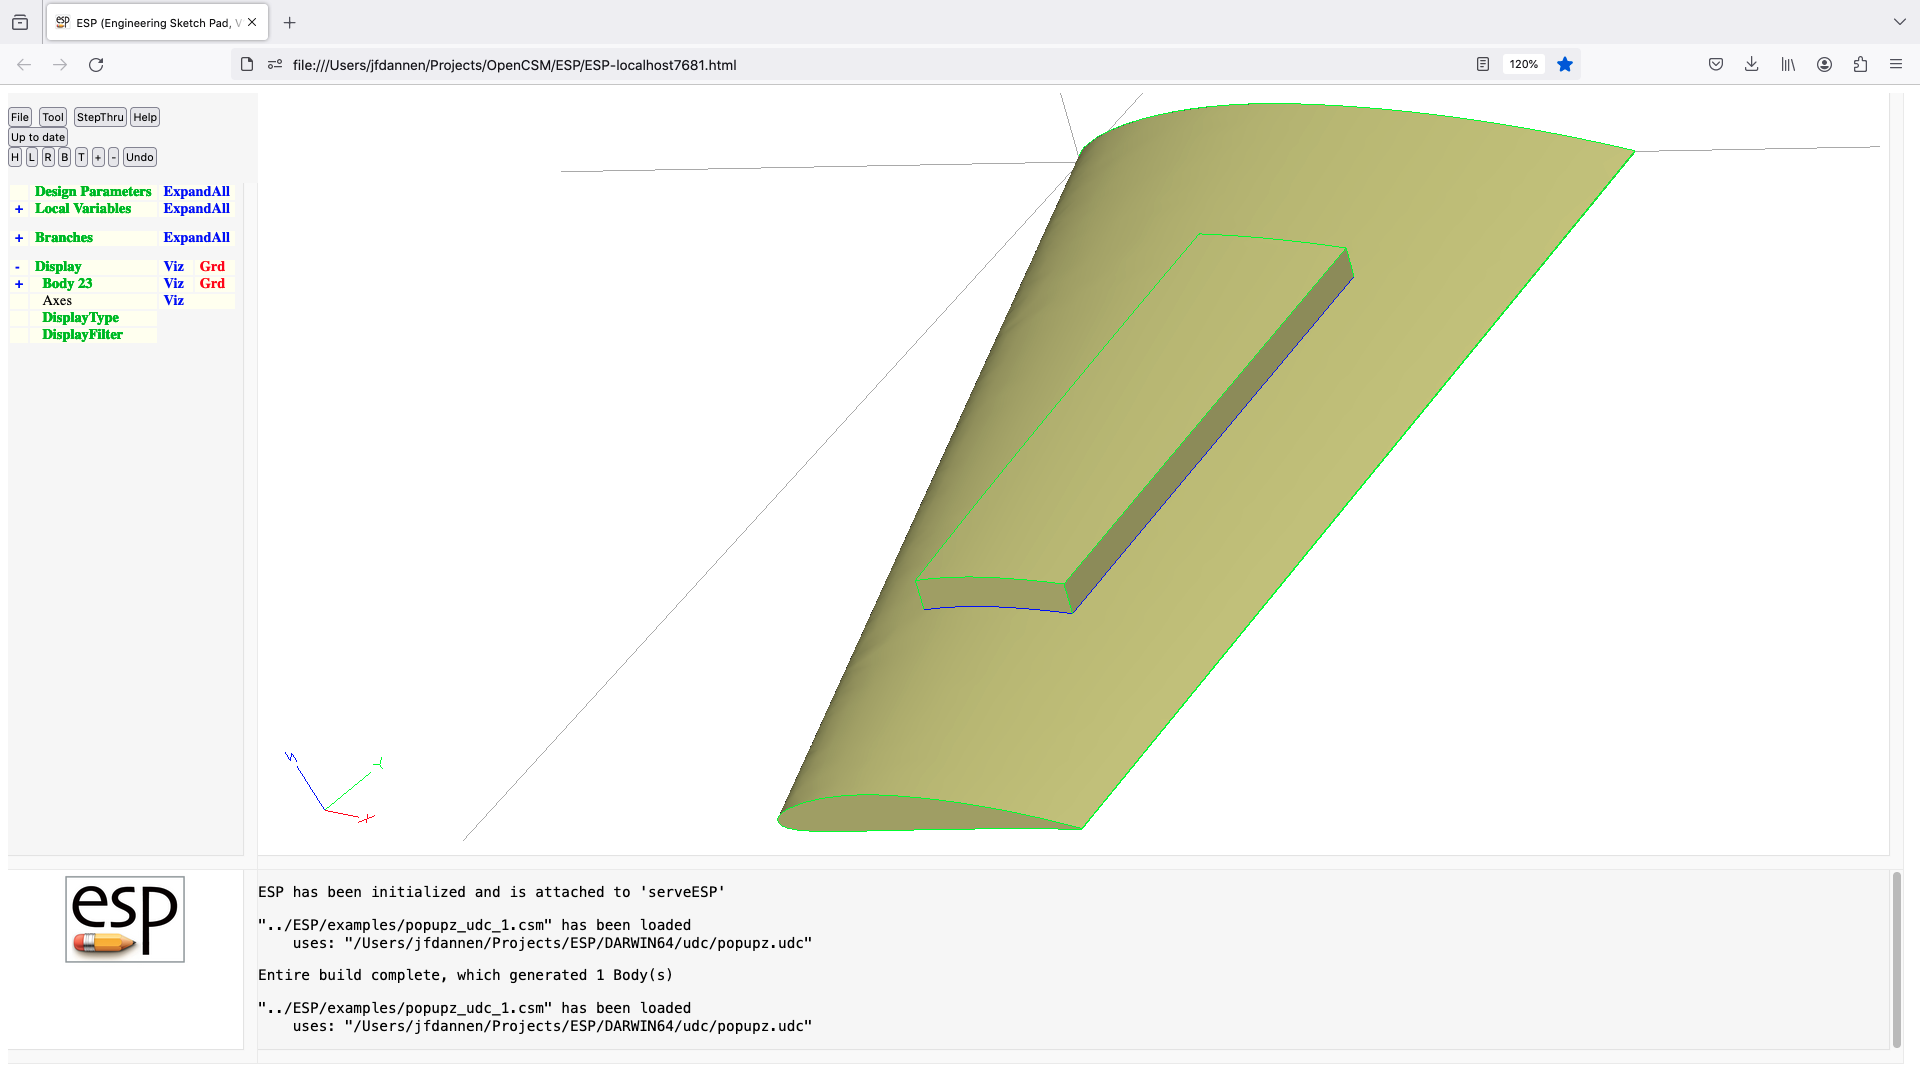 ESP (Engineering Sketch Pad, V
file:///Users/jfdannen/Projects/OpenCSM/ESP/ESP-localhost7681.html
120%
File Tool StepThru Help
Up to date
H L R B T + - Undo
Design Parameters ExpandAll
+ Local Variables ExpandAll
+ Branches ExpandAll
- Display Viz Grd
+ Body 23 Viz Grd
Axes Viz
DisplayType
DisplayFilter
Z
Y
X
esp
ESP has been initialized and is attached to 'serveESP'
"../ESP/examples/popupz_udc_1.csm" has been loaded
uses: "/Users/jfdannen/Projects/ESP/DARWIN64/udc/popupz.udc"
Entire build complete, which generated 1 Body(s)
"../ESP/examples/popupz_udc_1.csm" has been loaded
uses: "/Users/jfdannen/Projects/ESP/DARWIN64/udc/popupz.udc"